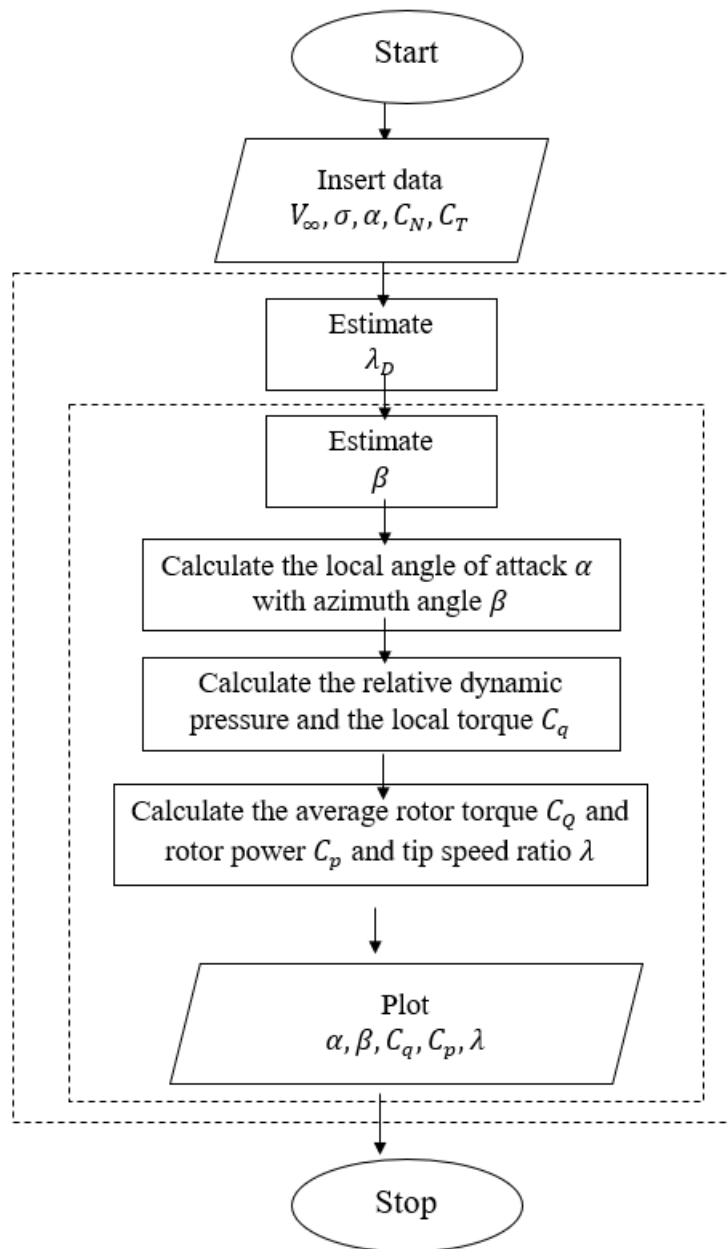 Start
Insert data
V∞, σ, α, C_N, C_T
Estimate
λ_D
Estimate
β
Calculate the local angle of attack α
with azimuth angle β
Calculate the relative dynamic
pressure and the local torque C_q
Calculate the average rotor torque C_Q and
rotor power C_p and tip speed ratio λ
Plot
α, β, C_q, C_p, λ
Stop